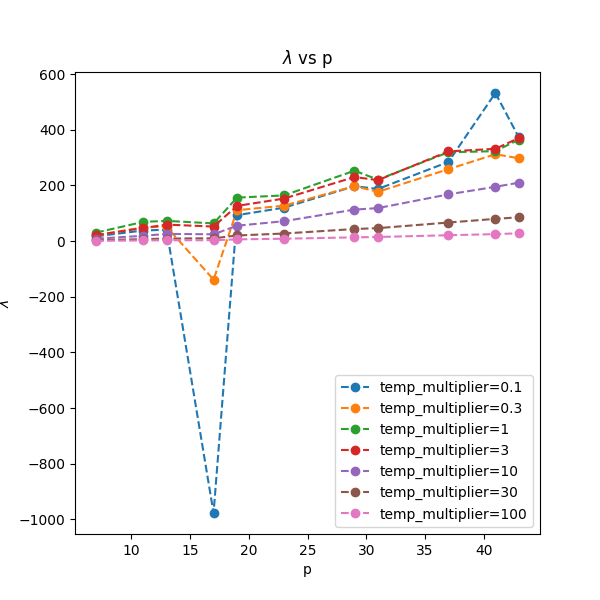 λ vs p
600
400
200
0
−200
−400
−600
−800
−1000
λ
10
15
20
25
30
35
40
p
temp_multiplier=0.1
temp_multiplier=0.3
temp_multiplier=1
temp_multiplier=3
temp_multiplier=10
temp_multiplier=30
temp_multiplier=100